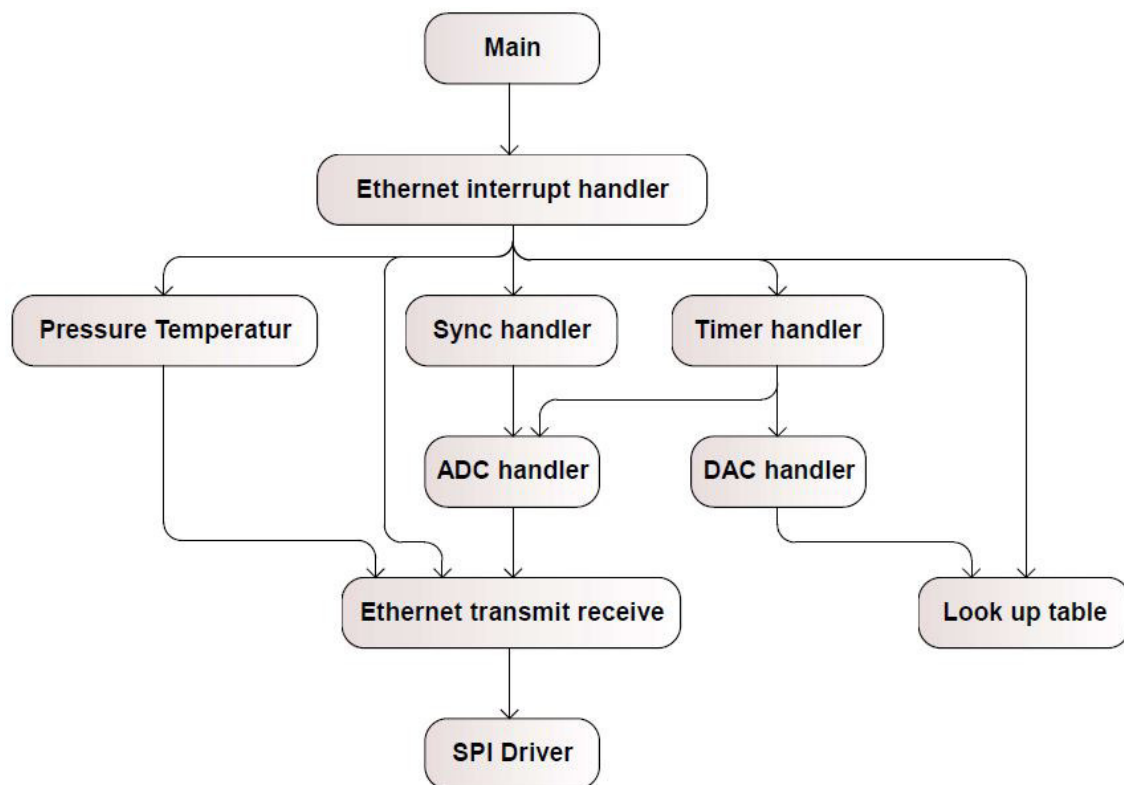 Main
Ethernet interrupt handler
Pressure Temperatur
Sync handler
Timer handler
ADC handler
DAC handler
Ethernet transmit receive
Look up table
SPI Driver